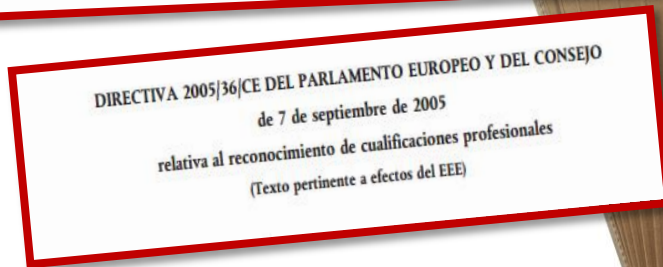 DIRECTIVA 2005/36/CE DEL PARLAMENTO EUROPEO Y DEL CONSEJO
de 7 de septiembre de 2005
relativa al reconocimiento de cualificaciones profesionales
(Texto pertinente a efectos del EEE)